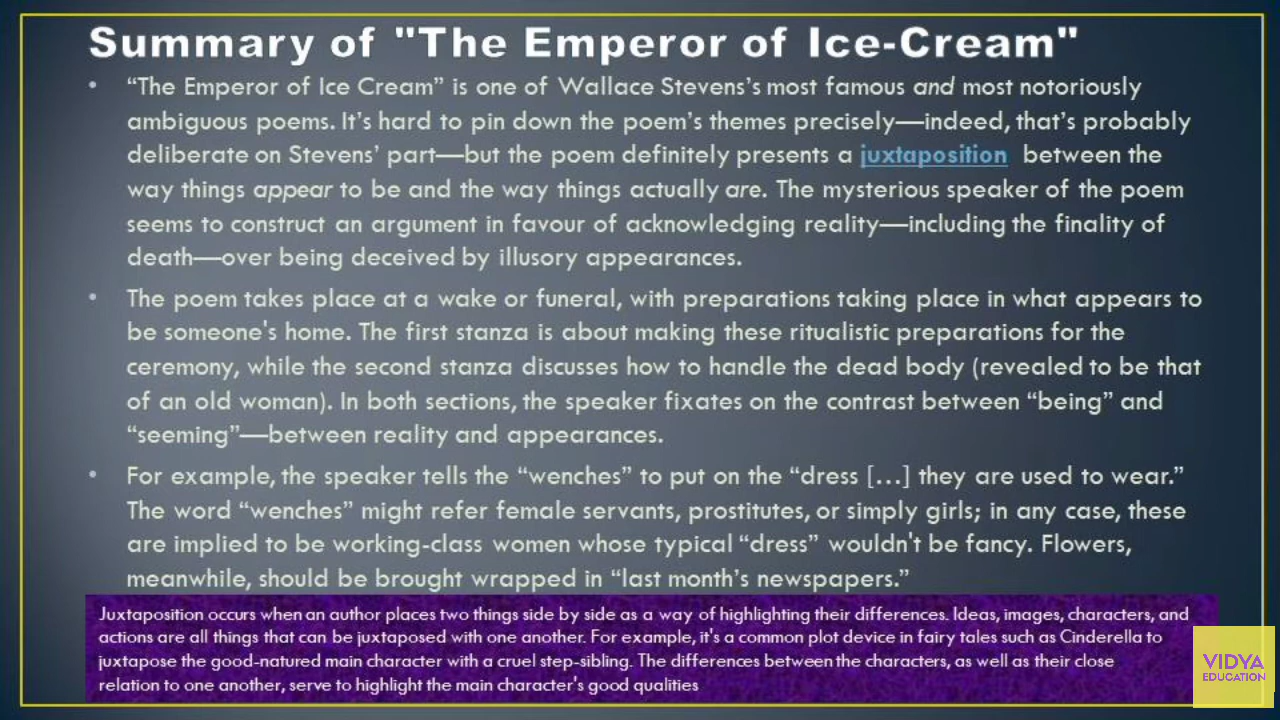 Summary of "The Emperor of Ice-Cream"
• “The Emperor of Ice Cream” is one of Wallace Stevens’s most famous and most notoriously
ambiguous poems. It’s hard to pin down the poem’s themes precisely—indeed, that’s probably
deliberate on Stevens’ part—but the poem definitely presents a juxtaposition between the
way things appear to be and the way things actually are. The mysterious speaker of the poem
seems to construct an argument in favour of acknowledging reality—including the finality of
death—over being deceived by illusory appearances.
• The poem takes place at a wake or funeral, with preparations taking place in what appears to
be someone's home. The first stanza is about making these ritualistic preparations for the
ceremony, while the second stanza discusses how to handle the dead body (revealed to be that
of an old woman). In both sections, the speaker fixates on the contrast between “being” and
“seeming”—between reality and appearances.
• For example, the speaker tells the “wenches” to put on the “dress […] they are used to wear.”
The word “wenches” might refer female servants, prostitutes, or simply girls; in any case, these
are implied to be working-class women whose typical “dress” wouldn't be fancy. Flowers,
meanwhile, should be brought wrapped in “last month’s newspapers.”
Juxtaposition occurs when an author places two things side by side as a way of highlighting their differences. Ideas, images, characters, and
actions are all things that can be juxtaposed with one another. For example, it's a common plot device in fairy tales such as Cinderella to
juxtapose the good-natured main character with a cruel step-sibling. The differences between the characters, as well as their close
relation to one another, serve to highlight the main character's good qualities
VIDYA
EDUCATION